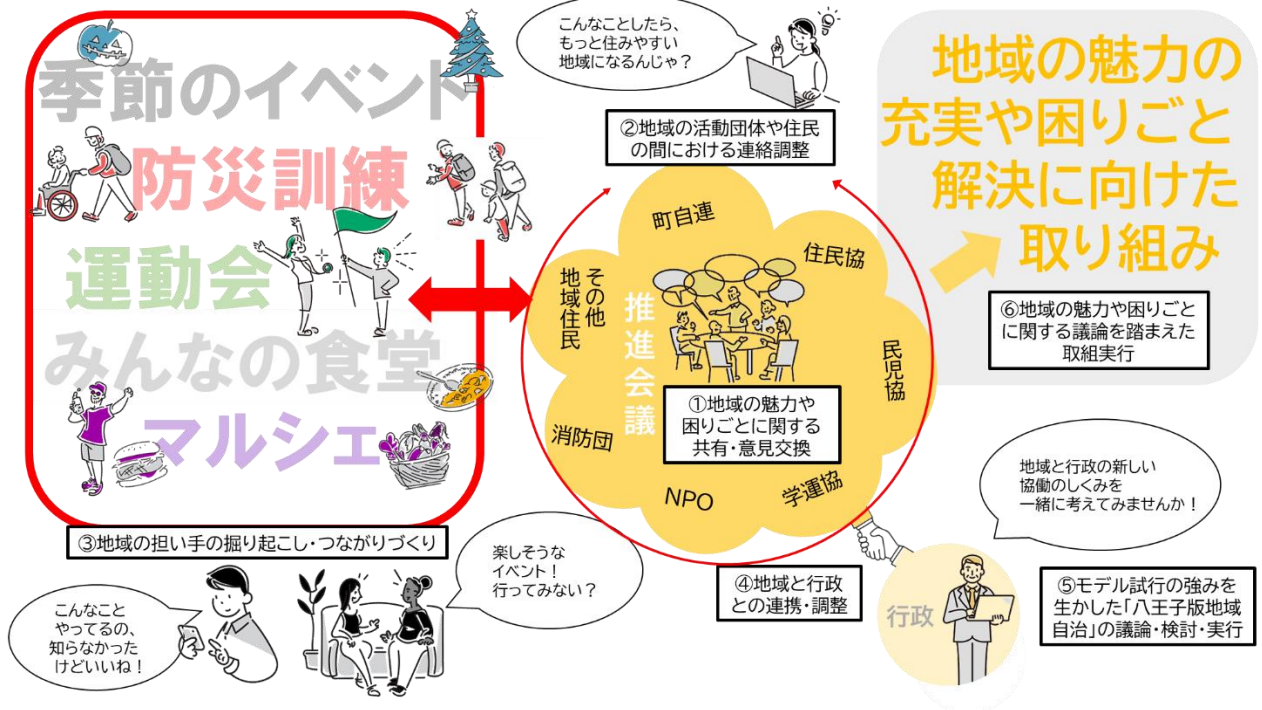 季節のイベント
防災訓練
運動会
みんなの食堂
マルシェ
③地域の担い手の掘り起こし・つながりづくり
こんなこと
やってるの、
知らなかった
けどいいね！
楽しそうな
イベント！
行ってみない？
こんなことしたら、
もっと住みやすい
地域になるんじゃ？
②地域の活動団体や住民
の間における連絡調整
町自連
住民協
民児協
学運協
NPO
消防団
その他
地域住民
推進会議
①地域の魅力や
困りごとに関する
共有・意見交換
④地域と行政
との連携・調整
行政
地域の魅力の
充実や困りごと
解決に向けた
取り組み
⑥地域の魅力や困りごと
に関する議論を踏まえた
取組実行
地域と行政の新しい
協働のしくみを
一緒に考えてみませんか！
⑤モデル試行の強みを
生かした「八王子版地域
自治」の議論・検討・実行